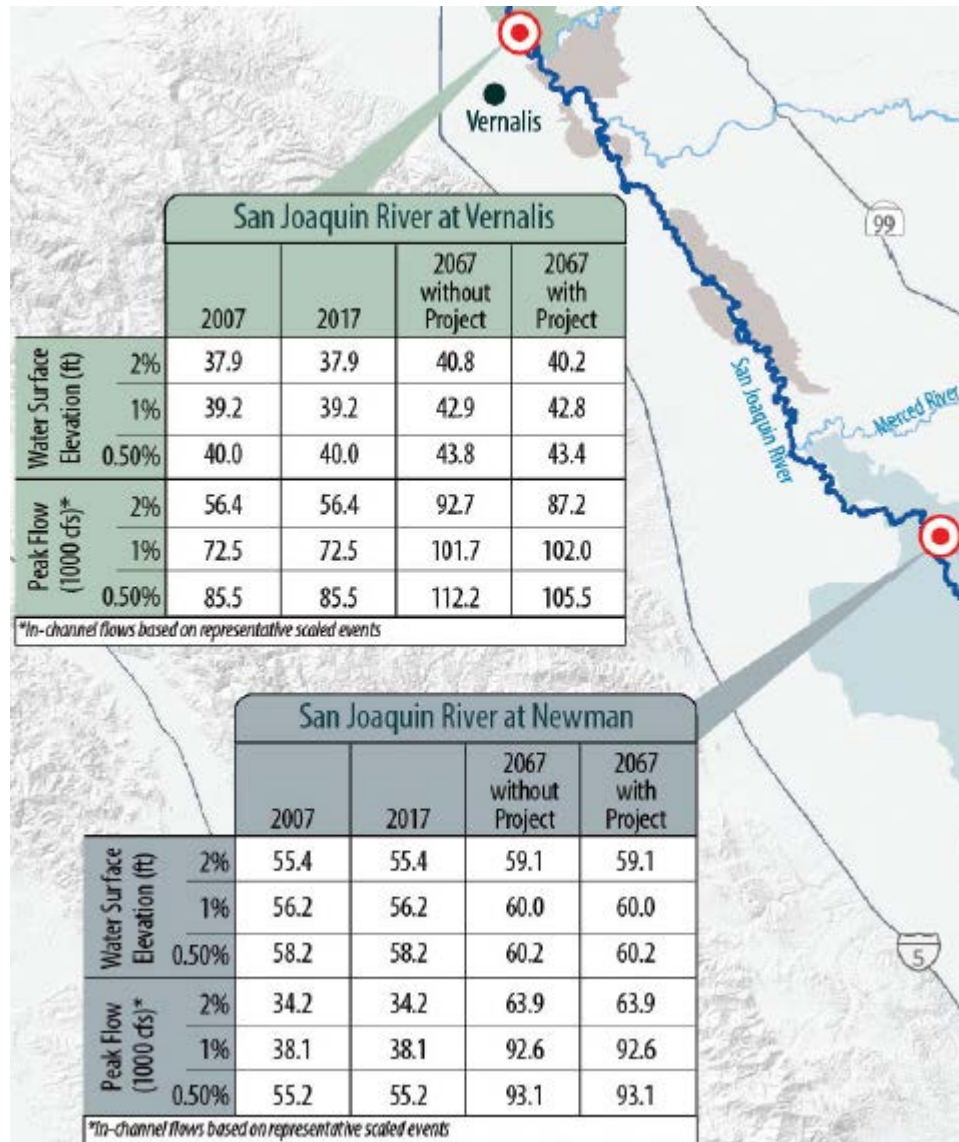 Vernalis
99
San Joaquin River at Vernalis
2007 2017 2067 without Project 2067 with Project
Water Surface Elevation (ft)
2% 37.9 37.9 40.8 40.2
1% 39.2 39.2 42.9 42.8
0.50% 40.0 40.0 43.8 43.4
Peak Flow (1000 cfs)*
2% 56.4 56.4 92.7 87.2
1% 72.5 72.5 101.7 102.0
0.50% 85.5 85.5 112.2 105.5
*In-channel flows based on representative scaled events
San Joaquin River
Merced River
San Joaquin River at Newman
2007 2017 2067 without Project 2067 with Project
Water Surface Elevation (ft)
2% 55.4 55.4 59.1 59.1
1% 56.2 56.2 60.0 60.0
0.50% 58.2 58.2 60.2 60.2
Peak Flow (1000 cfs)*
2% 34.2 34.2 63.9 63.9
1% 38.1 38.1 92.6 92.6
0.50% 55.2 55.2 93.1 93.1
*In-channel flows based on representative scaled events
5